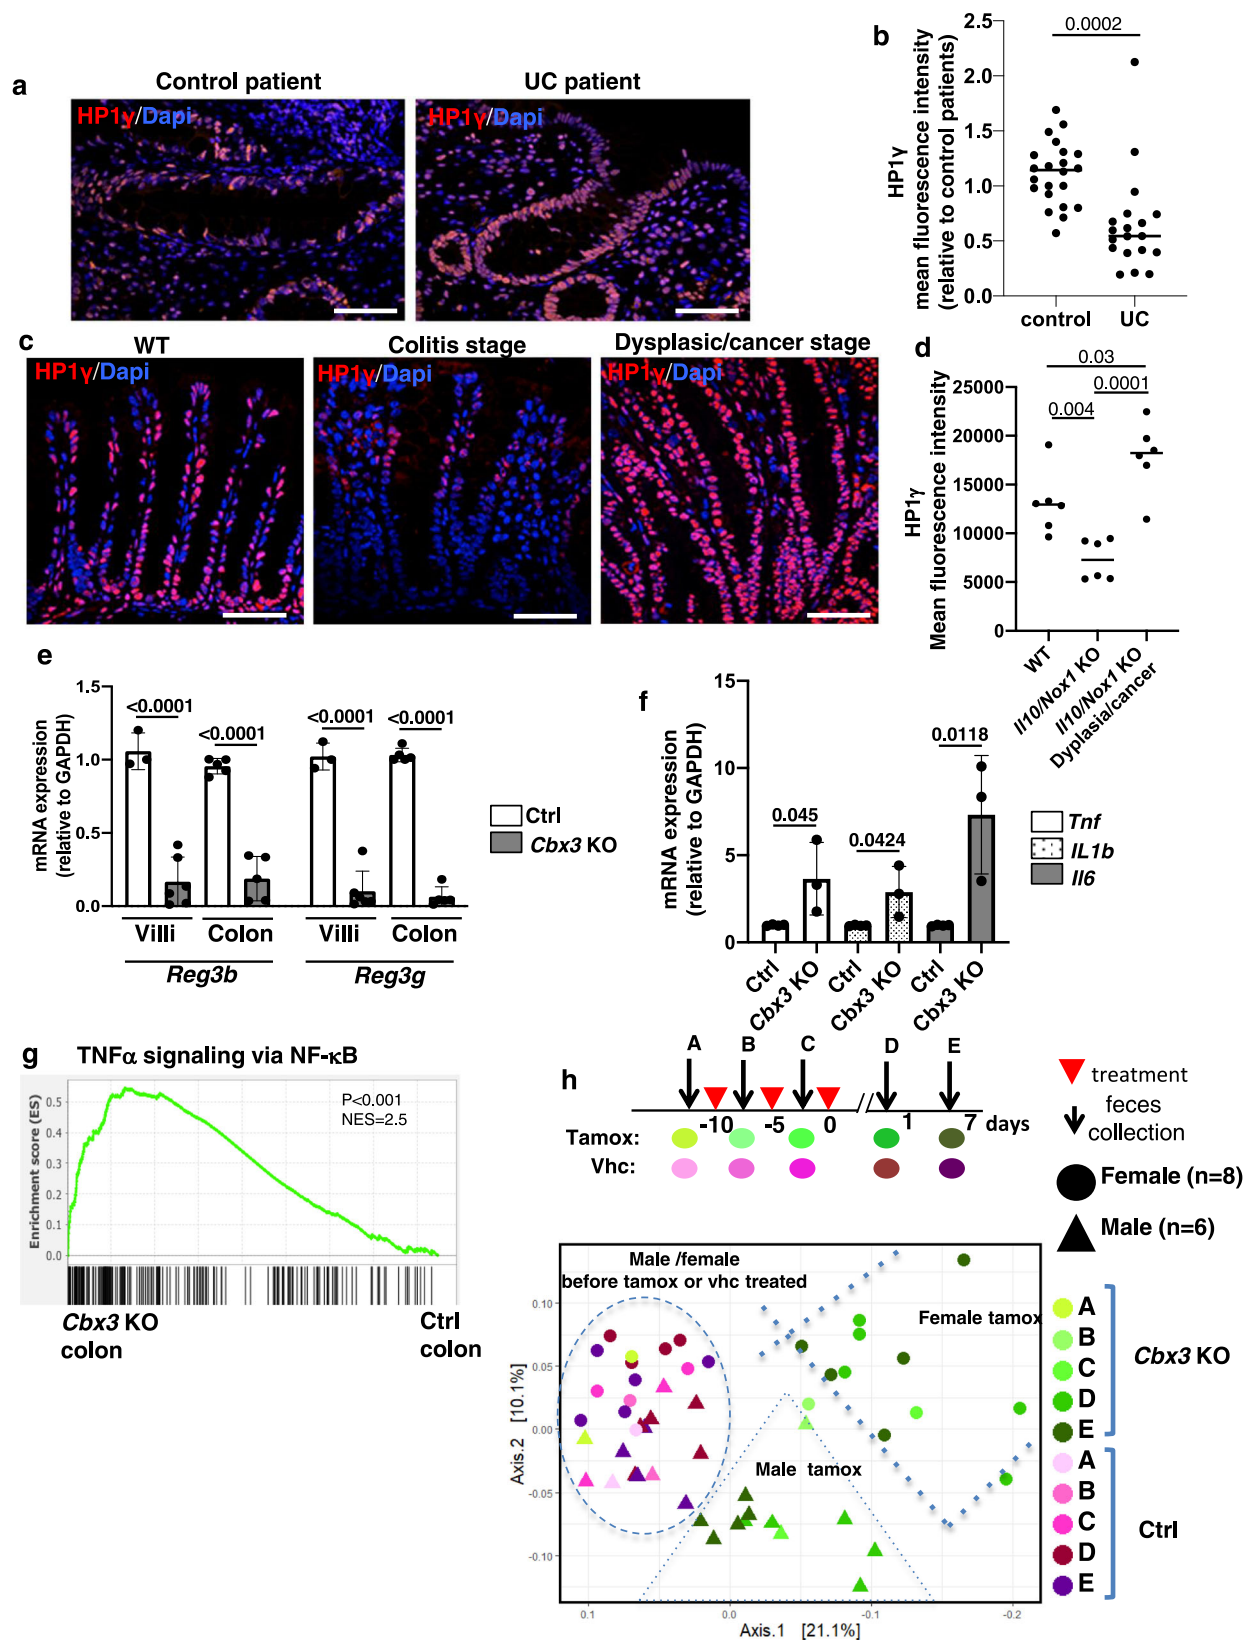 a
Control patient
UC patient
HP1γ/Dapi
HP1γ/Dapi
b
HP1γ
mean fluorescence intensity
(relative to control patients)
0.0002
2.5
2.0
1.5
1.0
0.5
0.0
control
UC
c
WT
Colitis stage
Dysplasic/cancer stage
HP1γ/Dapi
HP1γ/Dapi
HP1γ/Dapi
d
HP1γ
Mean fluorescence intensity
0.03
0.0001
0.004
25000
20000
15000
10000
5000
0
WT
Il10/Nox1 KO
Il10/Nox1 KO
Dyplasia/cancer
e
mRNA expression
(relative to GAPDH)
1.5
1.0
0.5
0.0
<0.0001
<0.0001
<0.0001
<0.0001
Villi
Colon
Villi
Colon
Reg3b
Reg3g
Ctrl
Cbx3 KO
f
mRNA expression
(relative to GAPDH)
15
10
5
0
0.045
0.0424
0.0118
Ctrl
Cbx3 KO
Ctrl
Cbx3 KO
Ctrl
Cbx3 KO
Tnf
IL1b
Il6
g
TNFα signaling via NF-κB
Enrichment score (ES)
0.5
0.4
0.3
0.2
0.1
0.0
P<0.001
NES=2.5
Cbx3 KO
colon
Ctrl
colon
h
A B C D E
-10 -5 0 // 1 7 days
Tamox:
Vhc:
treatment
feces
collection
Female (n=8)
Male (n=6)
Male /female
before tamox or vhc treated
Female tamox
Male tamox
Axis.2 [10.1%]
0.10
0.05
0.00
-0.05
-0.10
0.1
0.0
-0.1
-0.2
Axis.1 [21.1%]
A
B
C
D
E
Cbx3 KO
A
B
C
D
E
Ctrl